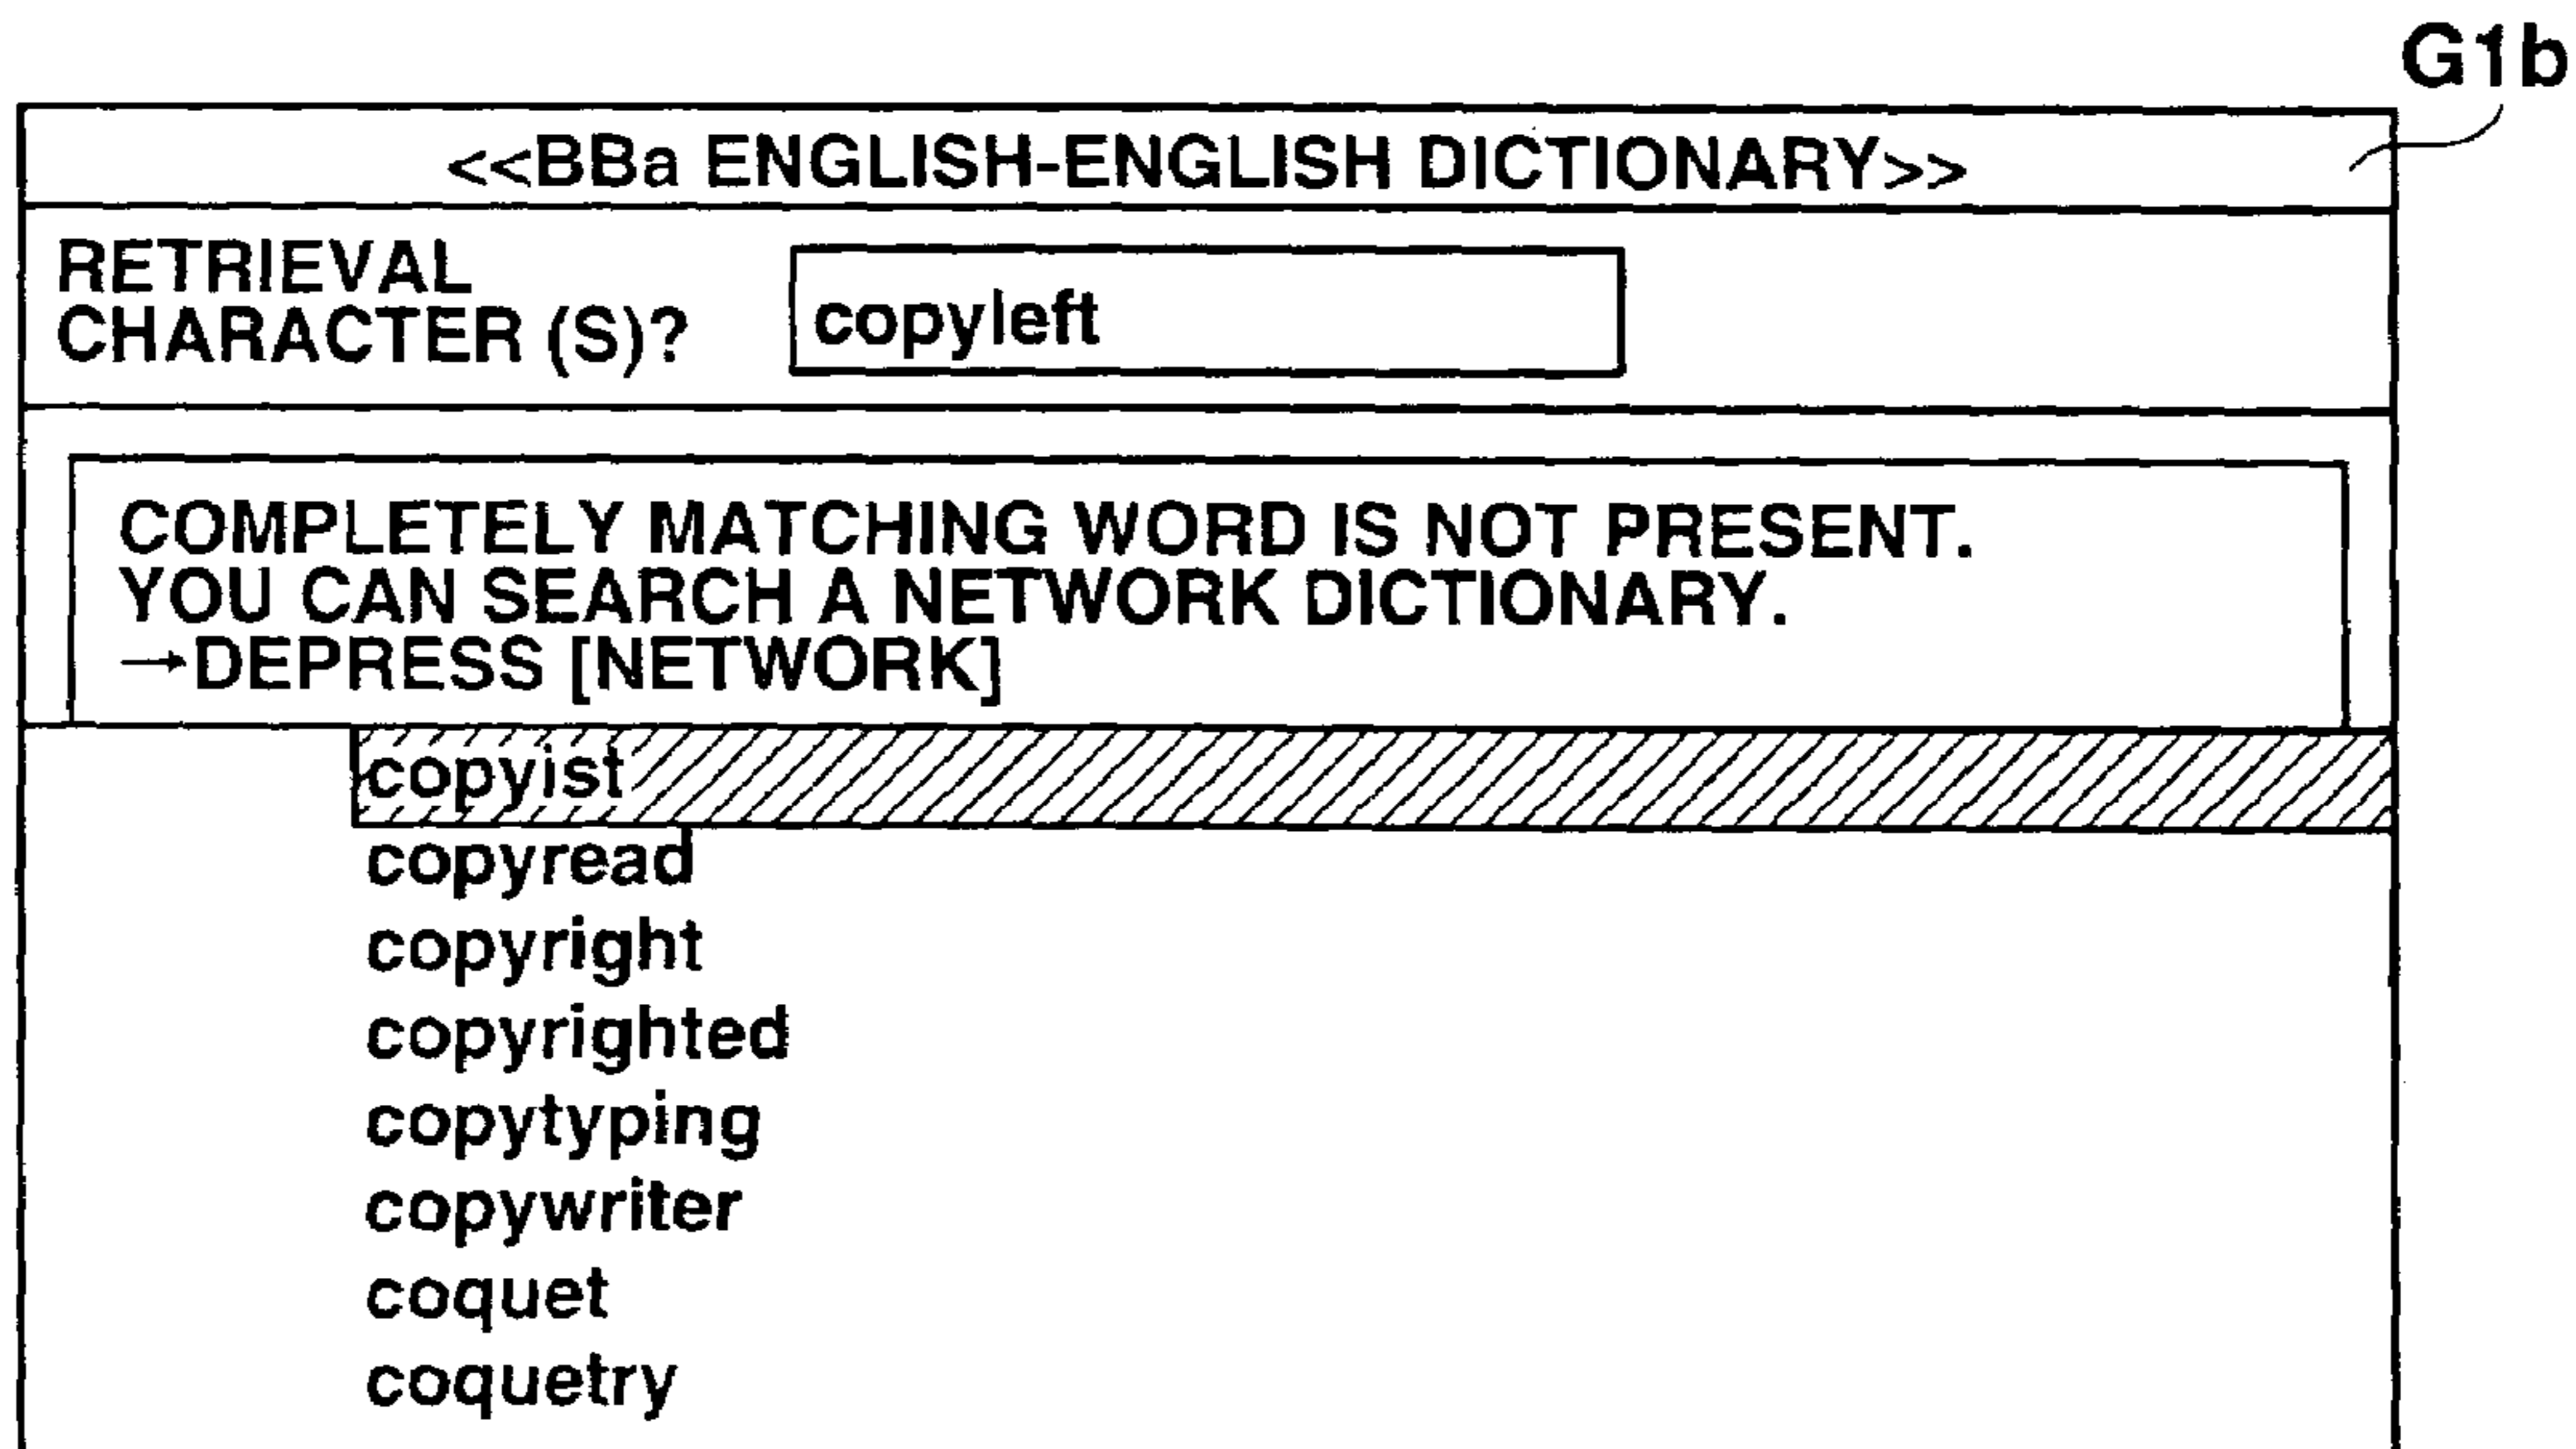 G1b
<<BBa ENGLISH-ENGLISH DICTIONARY>>
RETRIEVAL
CHARACTER (S)?
copyleft
COMPLETELY MATCHING WORD IS NOT PRESENT.
YOU CAN SEARCH A NETWORK DICTIONARY.
→DEPRESS [NETWORK]
copyist
copyread
copyright
copyrighted
copytyping
copywriter
coquet
coquetry